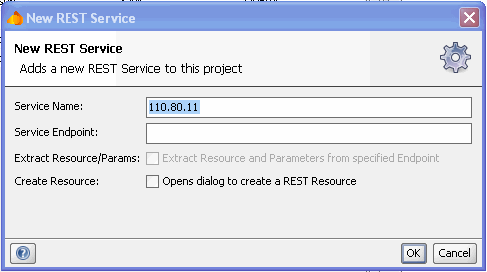 New REST Service
New REST Service
Adds a new REST Service to this project
Service Name: 110.80.11
Service Endpoint:
Extract Resource/Params: Extract Resource and Parameters from specified Endpoint
Create Resource: Opens dialog to create a REST Resource
? OK Cancel